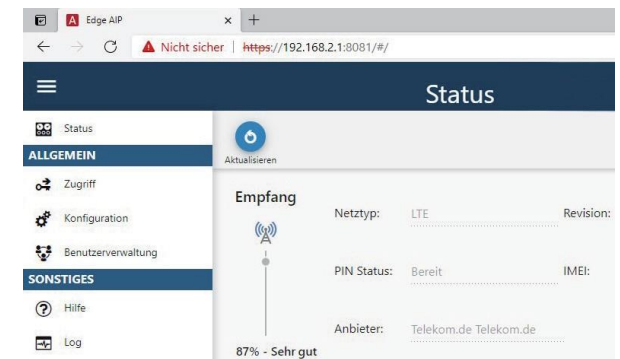 Edge AIP
Nicht sicher | https://192.168.2.1:8081/#/
Status
Status
Aktualisieren
ALLGEMEIN
Zugriff
Konfiguration
Benutzerverwaltung
SONSTIGES
Hilfe
Log
Empfang
87% - Sehr gut
Netztyp: LTE Revision:
PIN Status: Bereit IMEI:
Anbieter: Telekom.de Telekom.de